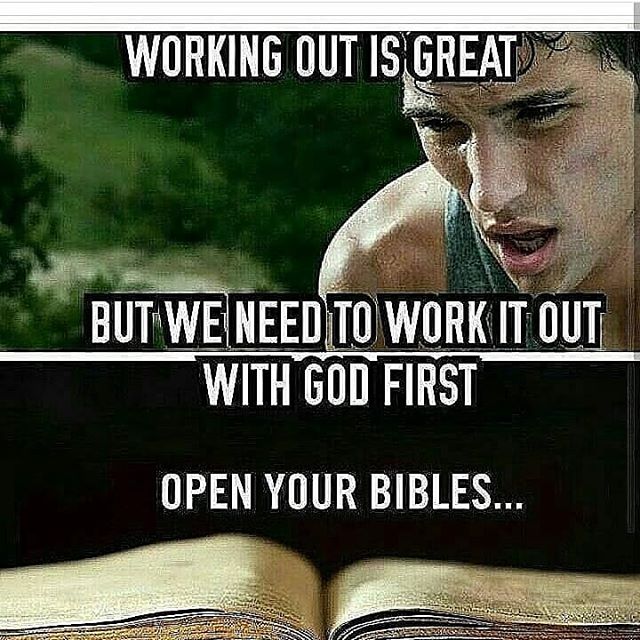 WORKING OUT IS GREAT
BUT WE NEED TO WORK IT OUT
WITH GOD FIRST
OPEN YOUR BIBLES...